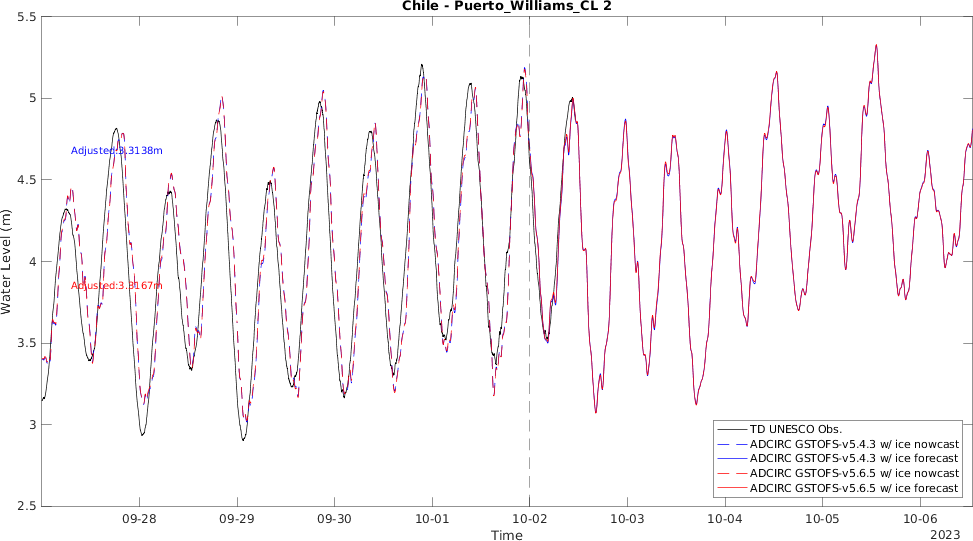 Chile - Puerto_Williams_CL 2
5.5
5
4.5
4
3.5
3
2.5
Water Level (m)
Adjusted:3.3138m
Adjusted:3.3167m
TD UNESCO Obs.
ADCIRC GSTOFS-v5.4.3 w/ ice nowcast
ADCIRC GSTOFS-v5.4.3 w/ ice forecast
ADCIRC GSTOFS-v5.6.5 w/ ice nowcast
ADCIRC GSTOFS-v5.6.5 w/ ice forecast
09-28 09-29 09-30 10-01 10-02 10-03 10-04 10-05 10-06
Time
2023